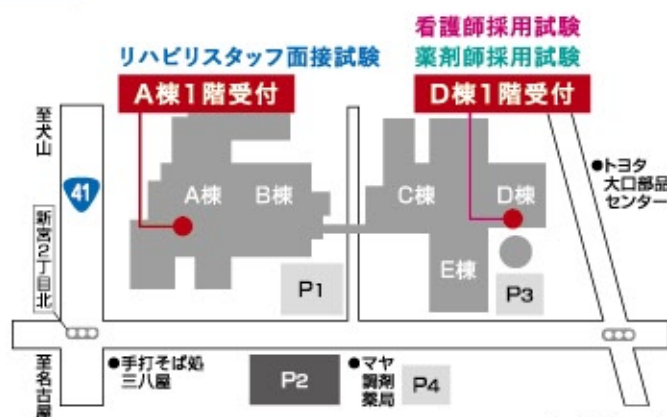 看護師採用試験
リハビリスタッフ面接試験
薬剤師採用試験
A棟1階受付
D棟1階受付
至犬山
41
新宮2丁目北
至名古屋
A棟
B棟
C棟
D棟
E棟
●トヨタ
大口部品
センター
P1
P3
●手打そば処
三八屋
P2
●マヤ
調剤
薬局
P4